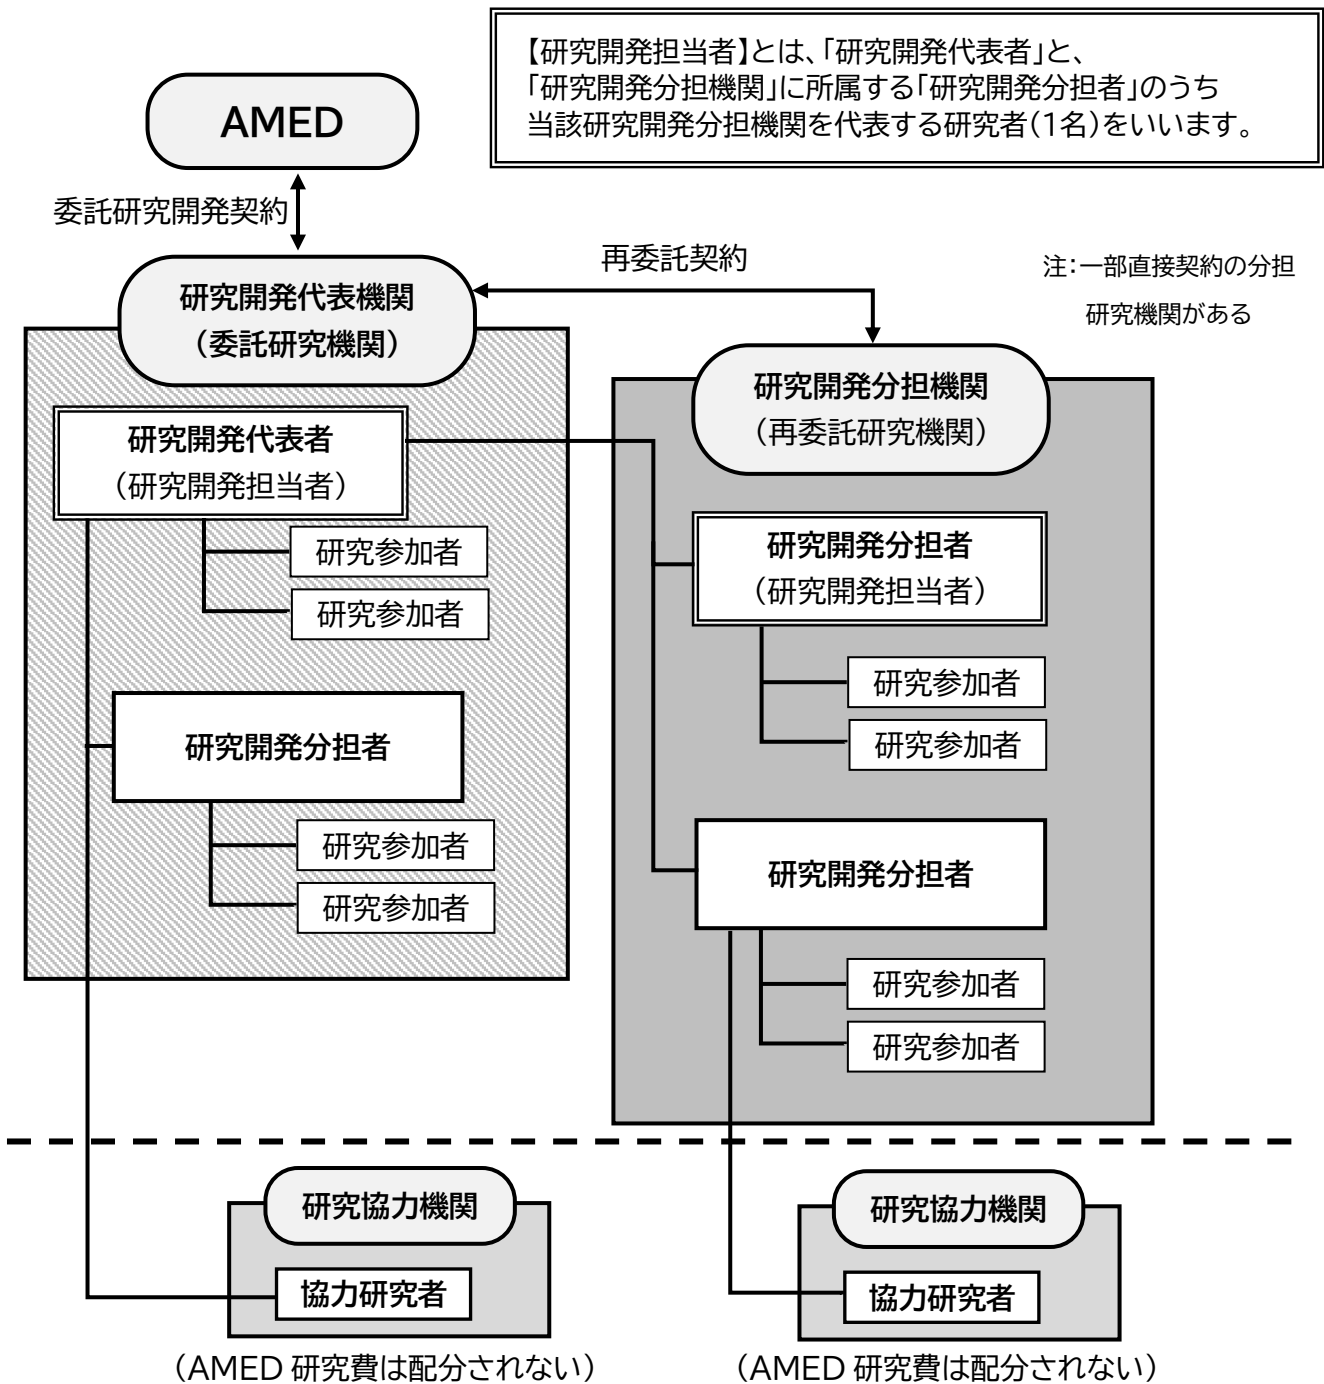 【研究開発担当者】とは、「研究開発代表者」と、
「研究開発分担機関」に所属する「研究開発分担者」のうち
当該研究開発分担機関を代表する研究者（1名）をいいます。
AMED
委託研究開発契約
再委託契約
注：一部直接契約の分担
研究機関がある
研究開発代表機関
（委託研究機関）
研究開発代表者
（研究開発担当者）
研究参加者
研究参加者
研究開発分担者
研究参加者
研究参加者
研究開発分担機関
（再委託研究機関）
研究開発分担者
（研究開発担当者）
研究参加者
研究参加者
研究開発分担者
研究参加者
研究参加者
研究協力機関
協力研究者
（AMED 研究費は配分されない）
研究協力機関
協力研究者
（AMED 研究費は配分されない）